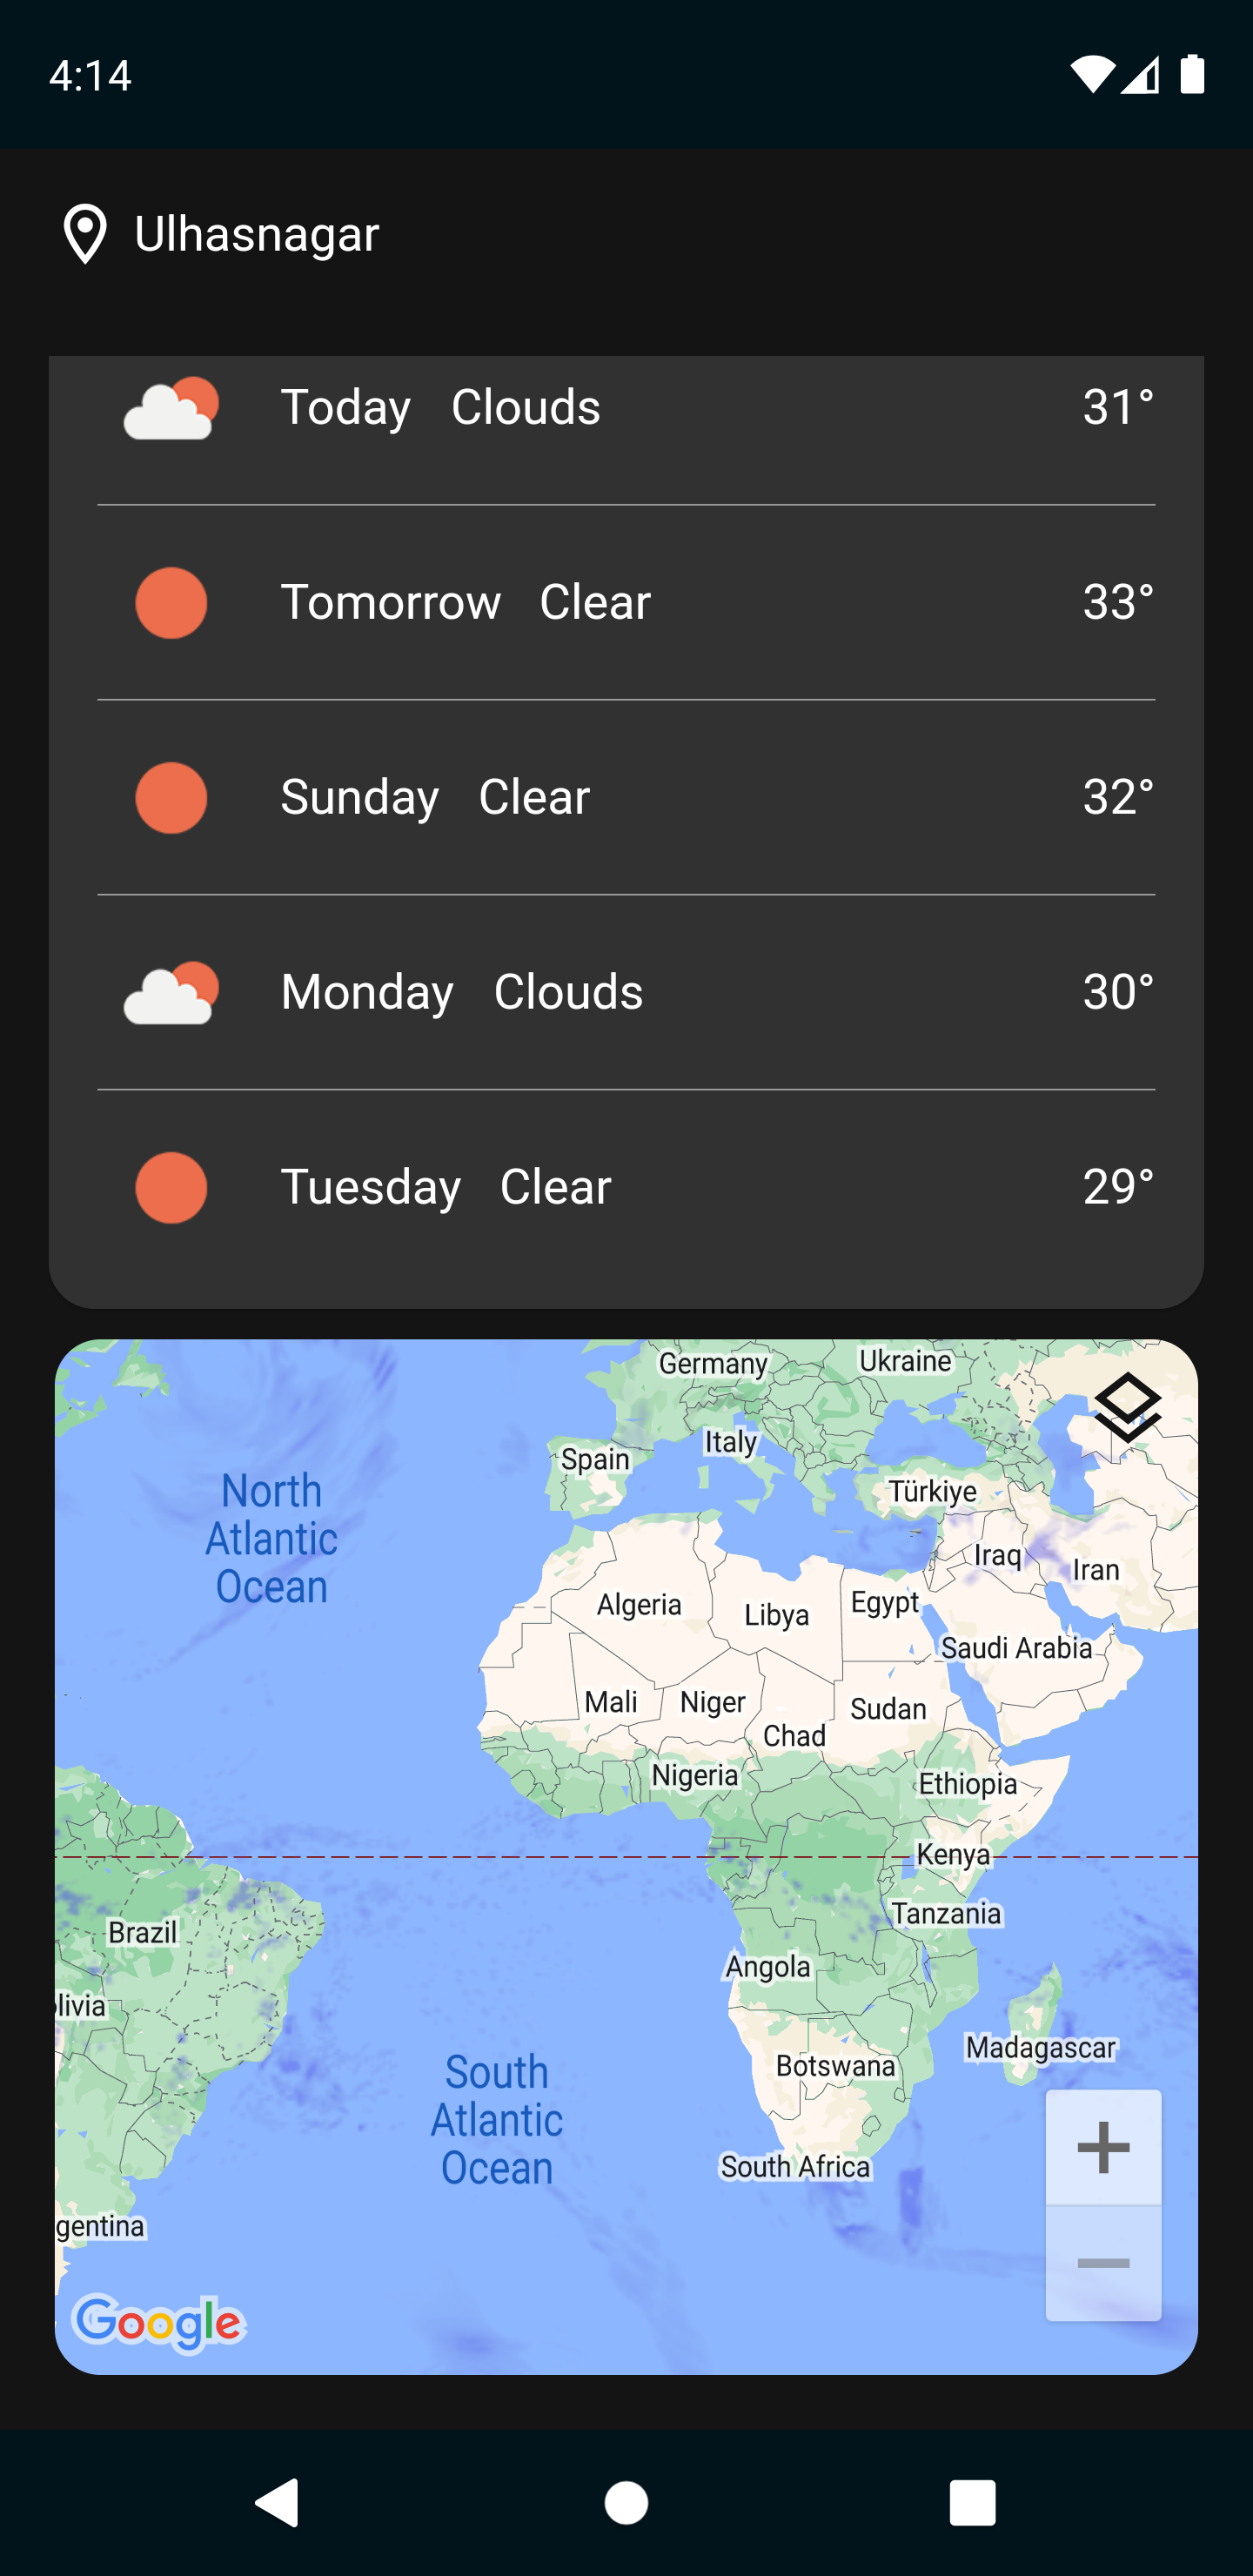 4:14
Ulhasnagar
Today Clouds 31°
Tomorrow Clear 33°
Sunday Clear 32°
Monday Clouds 30°
Tuesday Clear 29°
Germany Ukraine
Italy
Spain
Türkiye
North
Atlantic
Ocean
Iraq Iran
Algeria Libya Egypt
Saudi Arabia
Mali Niger Sudan
Chad
Nigeria Ethiopia
Kenya
Tanzania
Brazil
Angola
livia
Madagascar
Botswana
South
Atlantic
Ocean
South Africa
gentina
Google